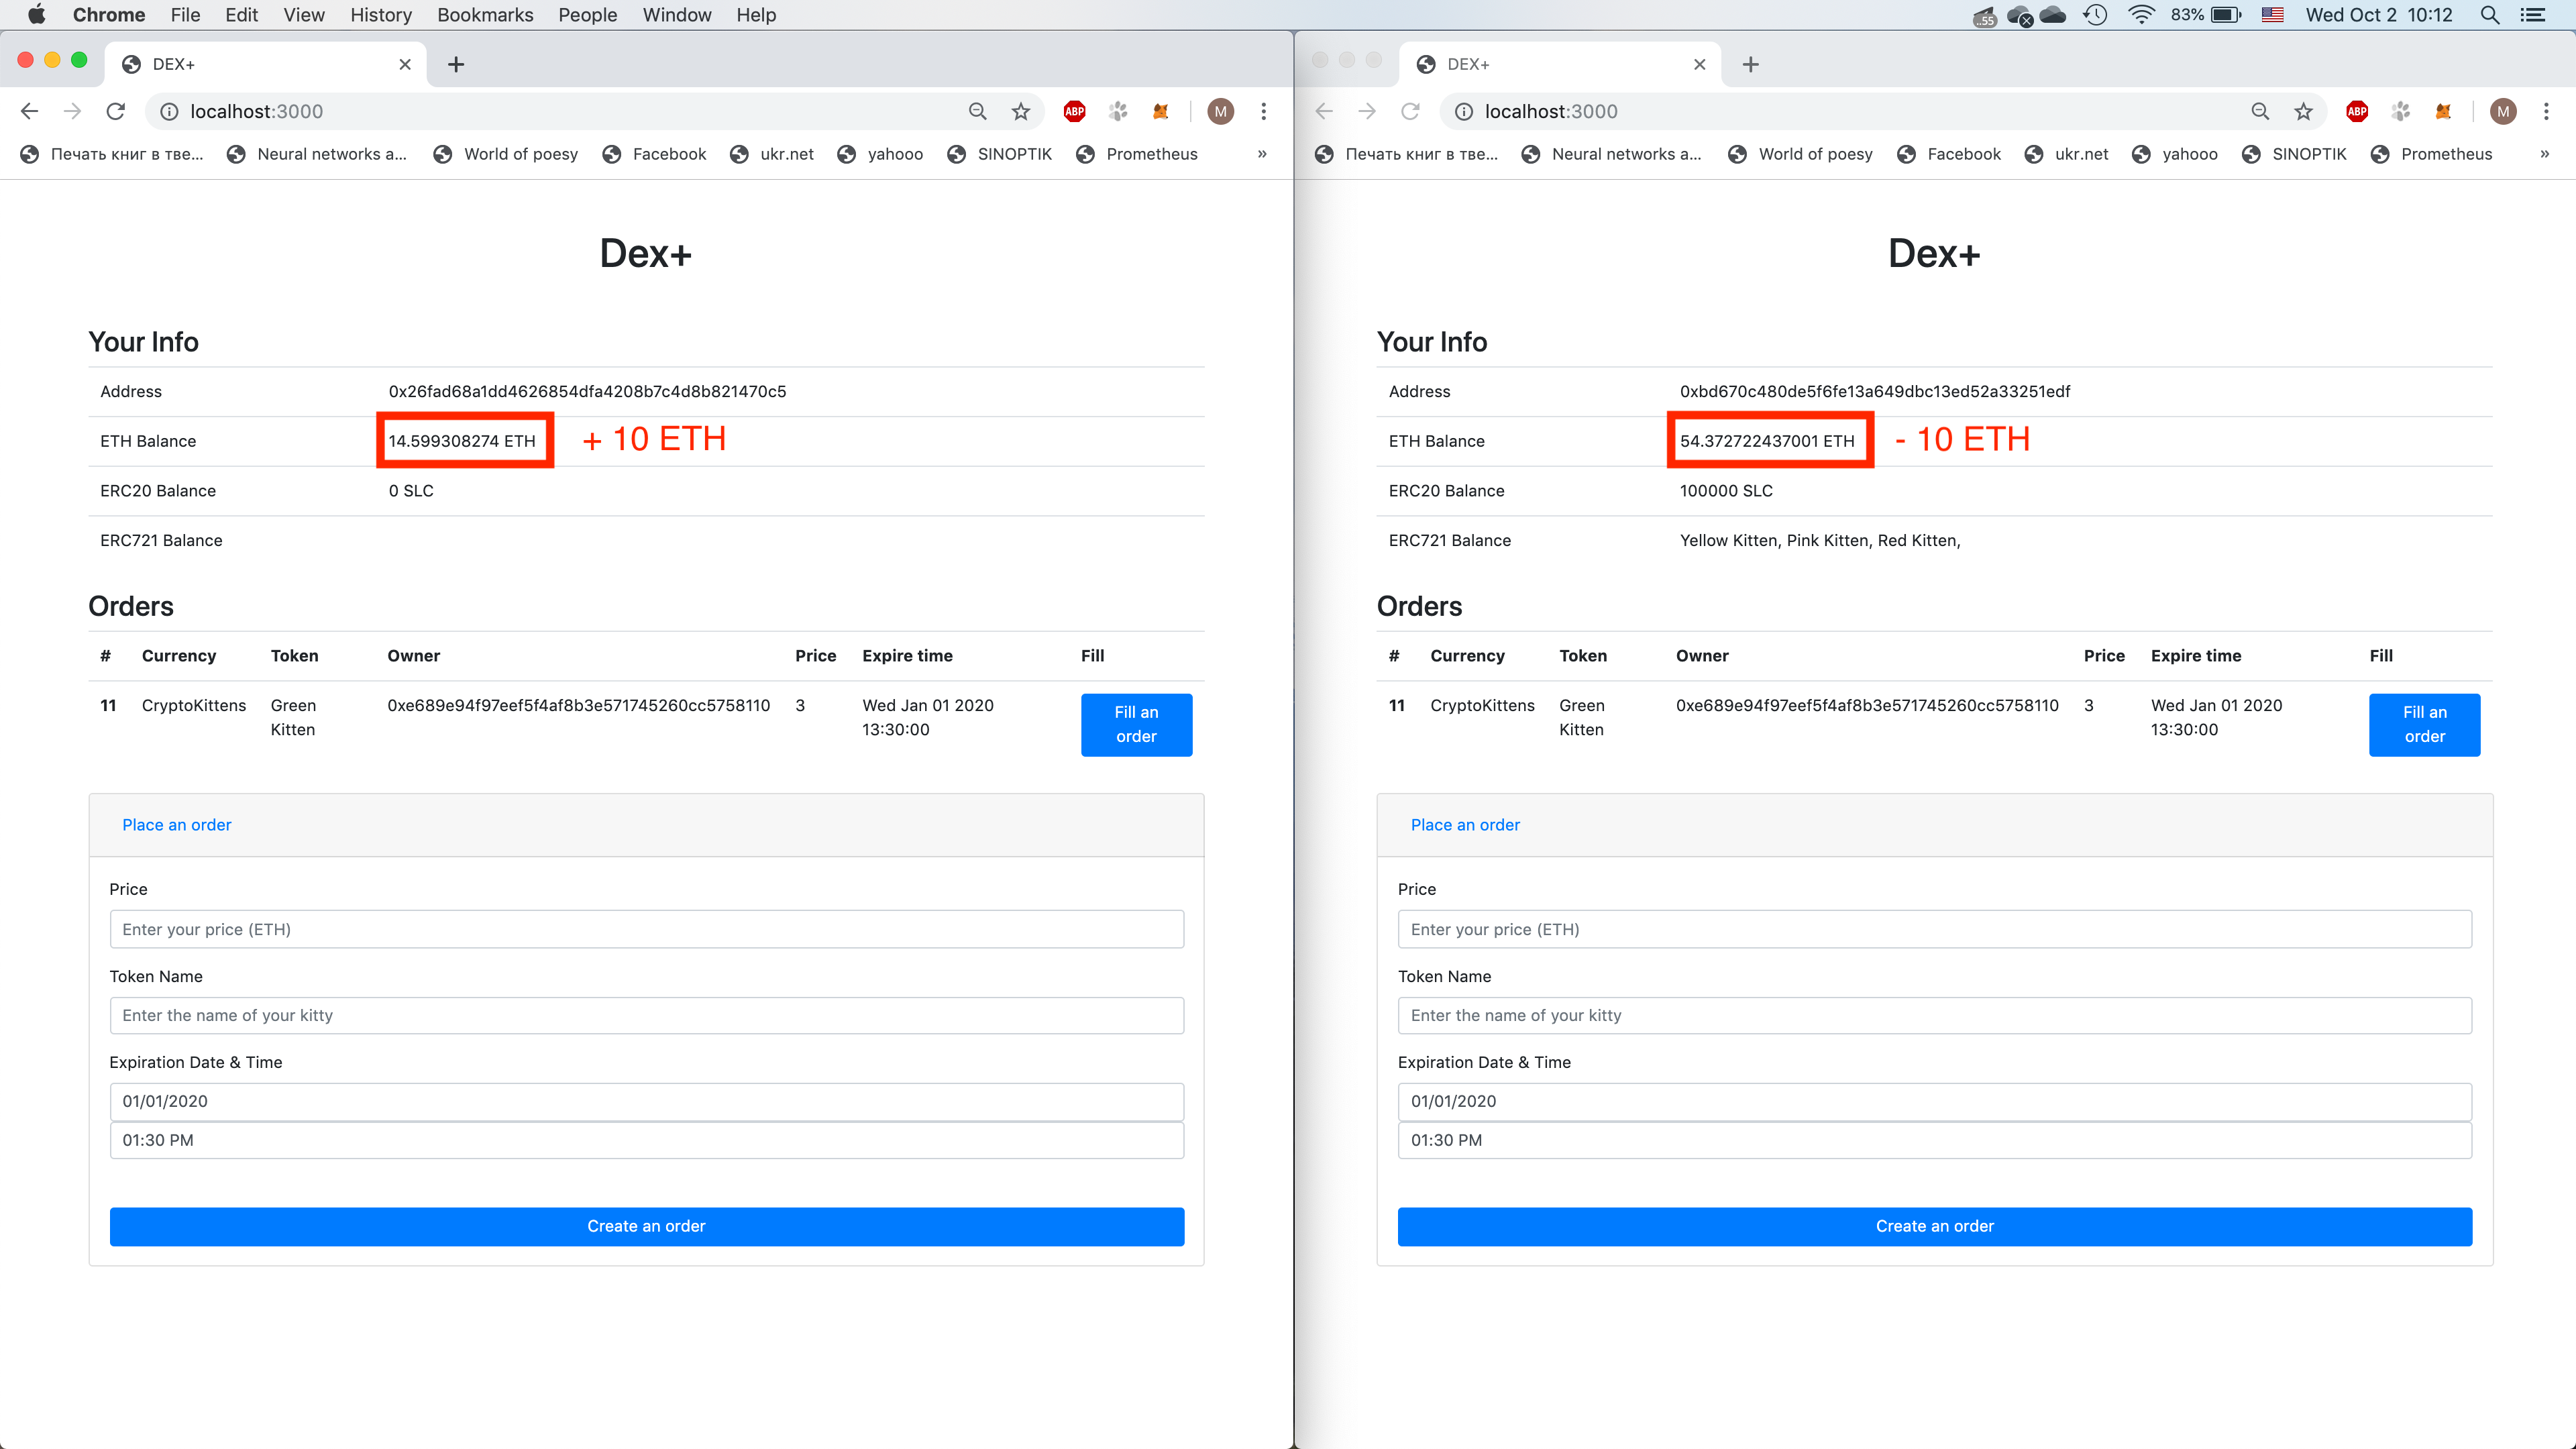 Chrome File Edit View History Bookmarks People Window Help
..55 83% Wed Oct 2 10:12
DEX+
localhost:3000
ABP M
Печать книг в тве... Neural networks a... World of poesy Facebook ukr.net yahooo SINOPTIK Prometheus »
Dex+
Your Info
Address 0x26fad68a1dd4626854dfa4208b7c4d8b821470c5
ETH Balance 14.599308274 ETH + 10 ETH
ERC20 Balance 0 SLC
ERC721 Balance
Orders
# Currency Token Owner Price Expire time Fill
11 CryptoKittens Green Kitten 0xe689e94f97eef5f4af8b3e571745260cc5758110 3 Wed Jan 01 2020 13:30:00 Fill an order
Place an order
Price
Enter your price (ETH)
Token Name
Enter the name of your kitty
Expiration Date & Time
01/01/2020
01:30 PM
Create an order
DEX+
localhost:3000
ABP M
Печать книг в тве... Neural networks a... World of poesy Facebook ukr.net yahooo SINOPTIK Prometheus »
Dex+
Your Info
Address 0xbd670c480de5f6fe13a649dbc13ed52a33251edf
ETH Balance 54.372722437001 ETH - 10 ETH
ERC20 Balance 100000 SLC
ERC721 Balance Yellow Kitten, Pink Kitten, Red Kitten,
Orders
# Currency Token Owner Price Expire time Fill
11 CryptoKittens Green Kitten 0xe689e94f97eef5f4af8b3e571745260cc5758110 3 Wed Jan 01 2020 13:30:00 Fill an order
Place an order
Price
Enter your price (ETH)
Token Name
Enter the name of your kitty
Expiration Date & Time
01/01/2020
01:30 PM
Create an order